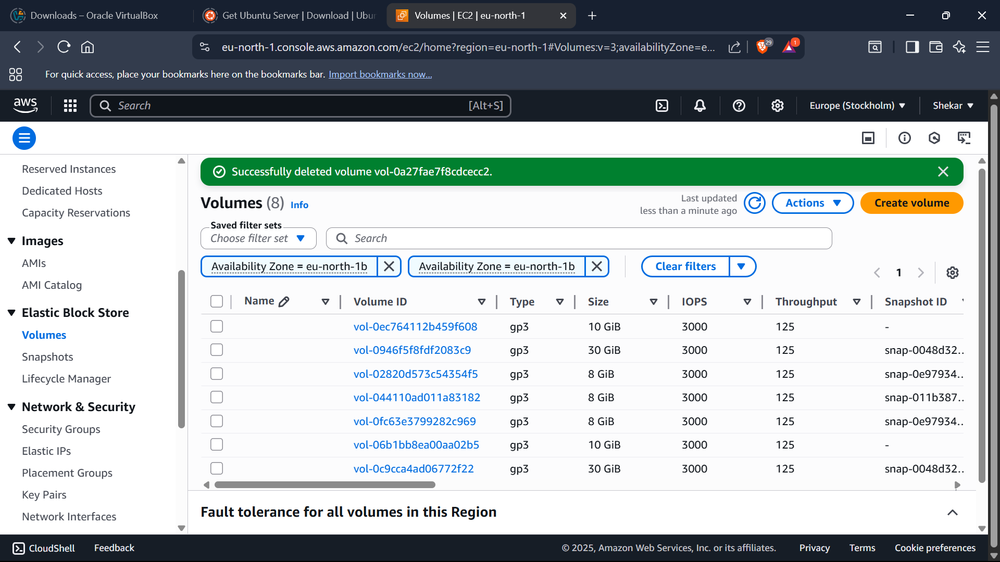 Downloads – Oracle VirtualBox
Get Ubuntu Server | Download | Ubun
Volumes | EC2 | eu-north-1
eu-north-1.console.aws.amazon.com/ec2/home?region=eu-north-1#Volumes:v=3;availabilityZone=e...
29
1
For quick access, place your bookmarks here on the bookmarks bar. Import bookmarks now...
aws
Search
[Alt+S]
Europe (Stockholm)
Shekar
Reserved Instances
Dedicated Hosts
Capacity Reservations
Images
AMIs
AMI Catalog
Elastic Block Store
Volumes
Snapshots
Lifecycle Manager
Network & Security
Security Groups
Elastic IPs
Placement Groups
Key Pairs
Network Interfaces
Successfully deleted volume vol-0a27fae7f8cdcecc2.
Volumes (8) Info
Last updated
less than a minute ago
Actions
Create volume
Saved filter sets
Choose filter set
Search
Availability Zone = eu-north-1b
Availability Zone = eu-north-1b
Clear filters
1
Name Volume ID Type Size IOPS Throughput Snapshot ID
vol-0ec764112b459f608 gp3 10 GiB 3000 125 -
vol-0946f5f8fdf2083c9 gp3 30 GiB 3000 125 snap-0048d32...
vol-02820d573c54354f5 gp3 8 GiB 3000 125 snap-0e97934...
vol-044110ad011a83182 gp3 8 GiB 3000 125 snap-011b387...
vol-0fc63e3799282c969 gp3 8 GiB 3000 125 snap-0e97934...
vol-06b1bb8ea00aa02b5 gp3 10 GiB 3000 125 -
vol-0c9cca4ad06772f22 gp3 30 GiB 3000 125 snap-0048d32...
Fault tolerance for all volumes in this Region
CloudShell
Feedback
© 2025, Amazon Web Services, Inc. or its affiliates.
Privacy
Terms
Cookie preferences